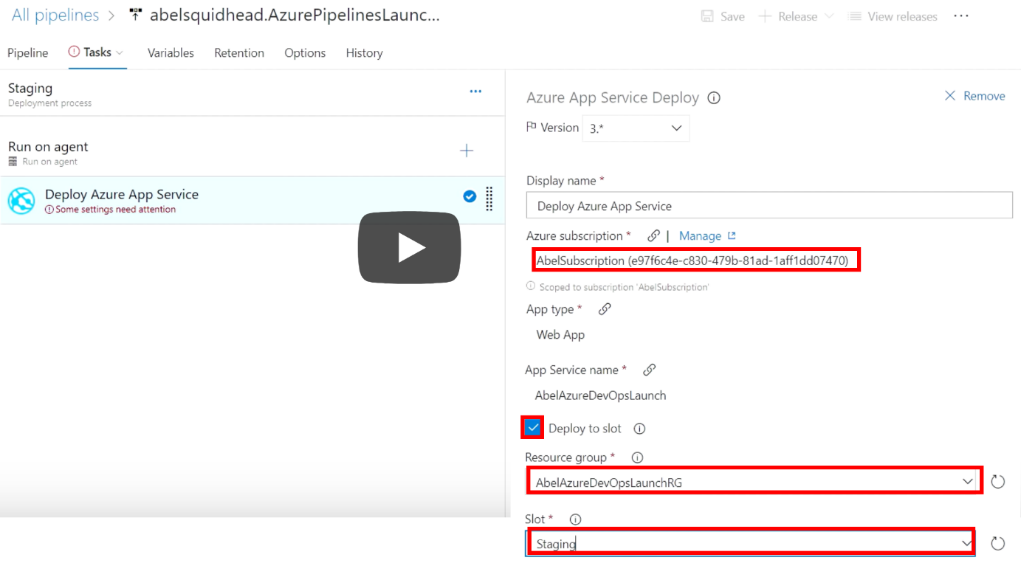 All pipelines > abelsquidhead.AzurePipelinesLaunc...
Save + Release View releases ...
Pipeline Tasks Variables Retention Options History
Staging
Deployment process
...
Run on agent
Run on agent
+
Deploy Azure App Service
Some settings need attention
Azure App Service Deploy
Remove
Version 3.*
Display name *
Deploy Azure App Service
Azure subscription * | Manage
AbelSubscription (e97f6c4e-c830-479b-81ad-1aff1dd07470)
Scoped to subscription 'AbelSubscription'
App type *
Web App
App Service name *
AbelAzureDevOpsLaunch
Deploy to slot
Resource group *
AbelAzureDevOpsLaunchRG
Slot *
Staging